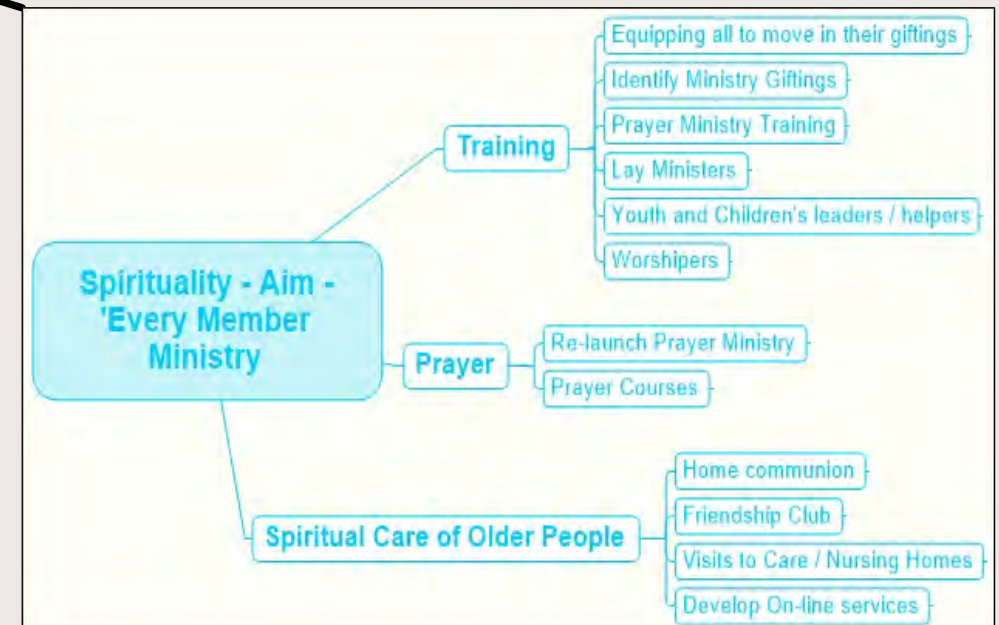 Spirituality - Aim -
'Every Member
Ministry
Training
Equipping all to move in their giftings
Identify Ministry Giftings
Prayer Ministry Training
Lay Ministers
Youth and Children's leaders / helpers
Worshipers
Prayer
Re-launch Prayer Ministry
Prayer Courses
Spiritual Care of Older People
Home communion
Friendship Club
Visits to Care / Nursing Homes
Develop On-line services